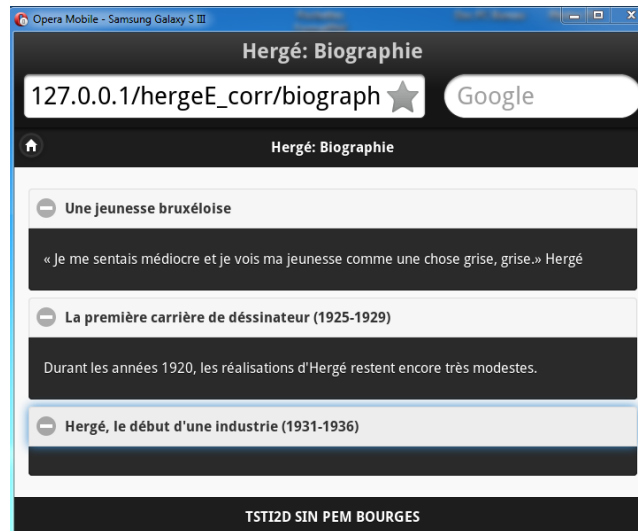 Opera Mobile - Samsung Galaxy S III
Hergé: Biographie
127.0.0.1/hergeE_corr/biograph
Google
Hergé: Biographie
Une jeunesse bruxéloise
« Je me sentais médiocre et je vois ma jeunesse comme une chose grise, grise.» Hergé
La première carrière de déssinateur (1925-1929)
Durant les années 1920, les réalisations d'Hergé restent encore très modestes.
Hergé, le début d'une industrie (1931-1936)
TSTI2D SIN PEM BOURGES